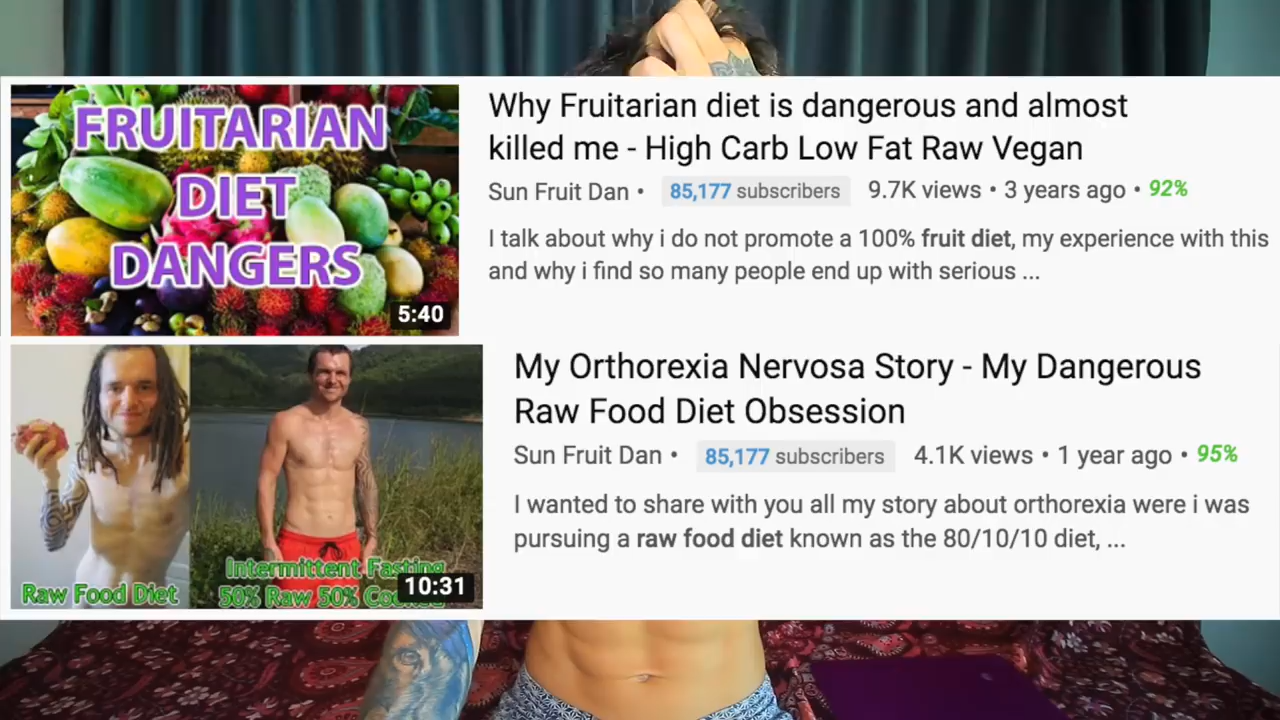 FRUITARIAN
DIET
DANGERS
5:40
Why Fruitarian diet is dangerous and almost
killed me - High Carb Low Fat Raw Vegan
Sun Fruit Dan • 85,177 subscribers 9.7K views • 3 years ago • 92%
I talk about why i do not promote a 100% fruit diet, my experience with this
and why i find so many people end up with serious ...
Raw Food Diet
Intermittent Fasting
50% Raw 50%
10:31
My Orthorexia Nervosa Story - My Dangerous
Raw Food Diet Obsession
Sun Fruit Dan • 85,177 subscribers 4.1K views • 1 year ago • 95%
I wanted to share with you all my story about orthorexia were i was
pursuing a raw food diet known as the 80/10/10 diet, ...